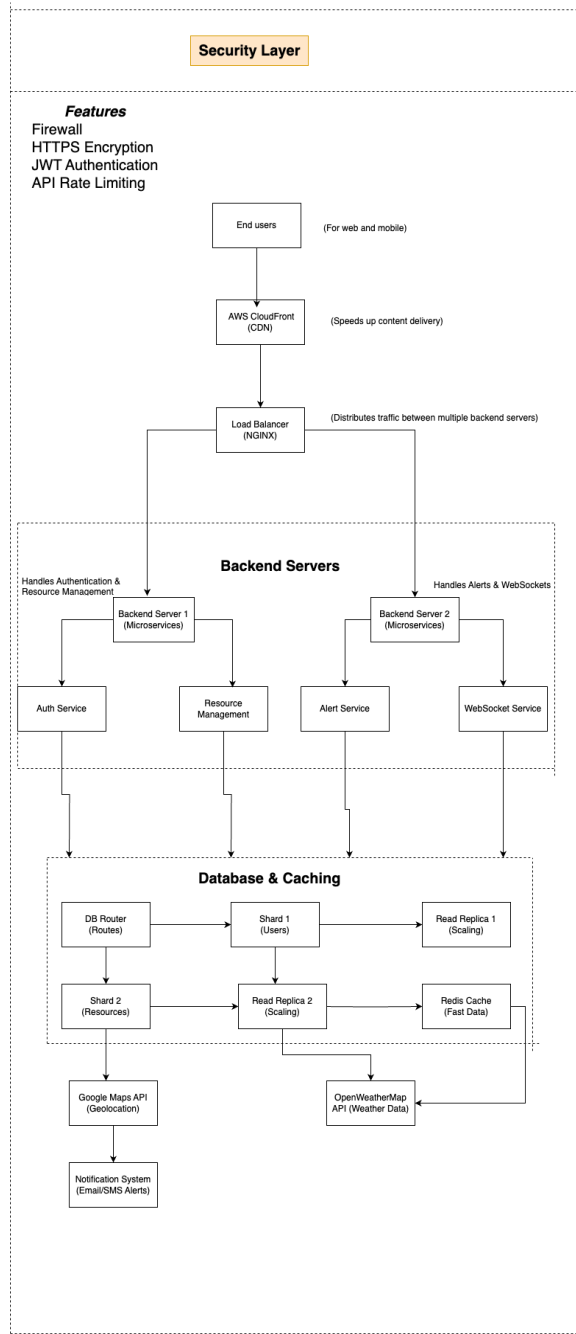 Security Layer
Features
Firewall
HTTPS Encryption
JWT Authentication
API Rate Limiting
End users
(For web and mobile)
AWS CloudFront
(CDN)
(Speeds up content delivery)
Load Balancer
(NGINX)
(Distributes traffic between multiple backend servers)
Backend Servers
Handles Authentication &
Resource Management
Handles Alerts & WebSockets
Backend Server 1
(Microservices)
Backend Server 2
(Microservices)
Auth Service
Resource
Management
Alert Service
WebSocket Service
Database & Caching
DB Router
(Routes)
Shard 1
(Users)
Read Replica 1
(Scaling)
Shard 2
(Resources)
Read Replica 2
(Scaling)
Redis Cache
(Fast Data)
Google Maps API
(Geolocation)
OpenWeatherMap
API (Weather Data)
Notification System
(Email/SMS Alerts)